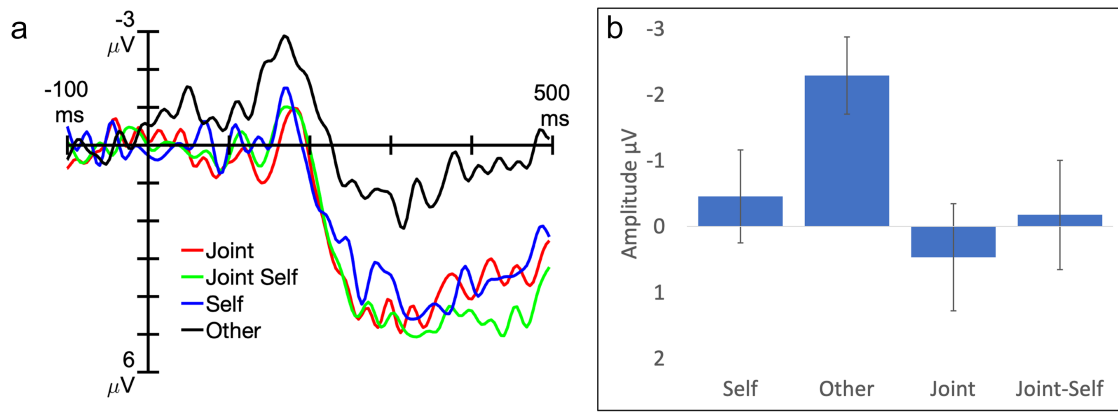 a
-3
μV
-100
ms
500
ms
Joint
Joint Self
Self
Other
6
μV
b
-3
-2
-1
0
1
2
Amplitude μV
Self Other Joint Joint-Self